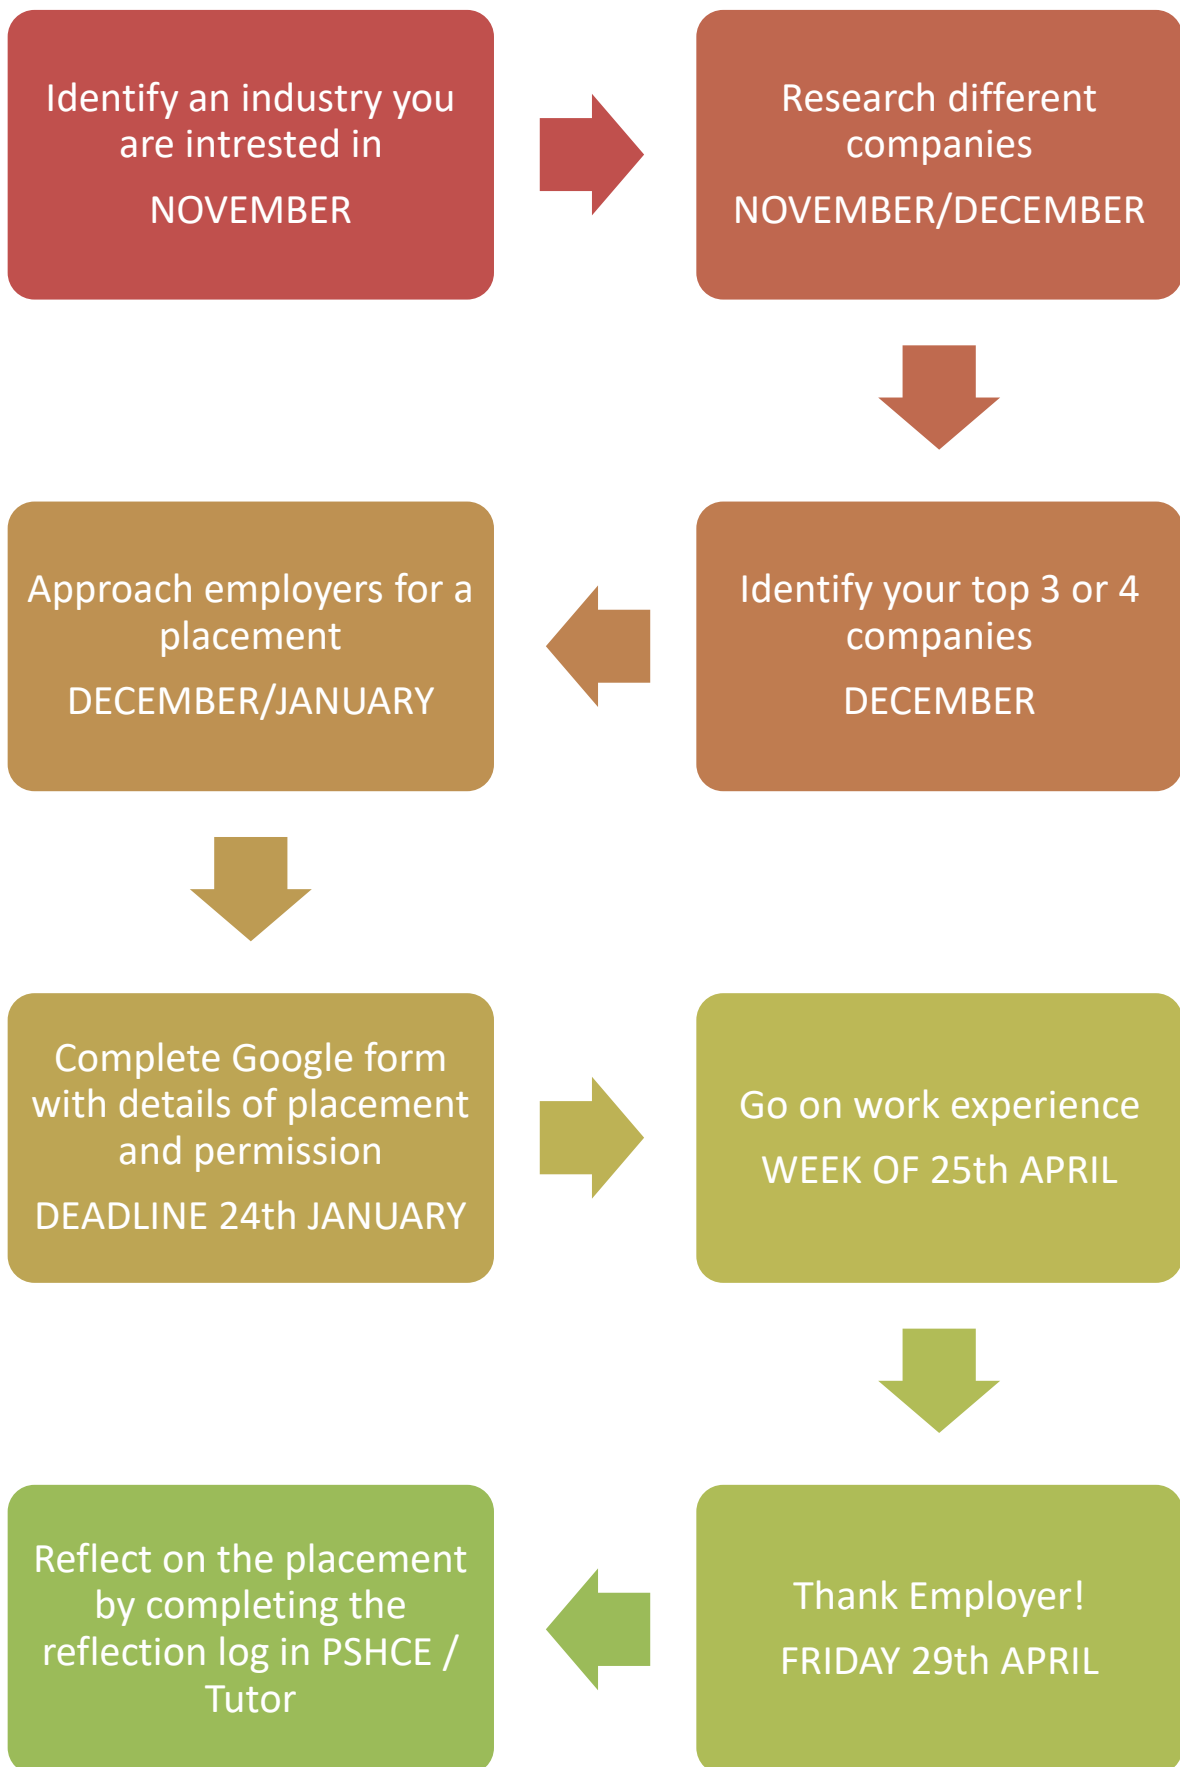 Identify an industry you
are intrested in
NOVEMBER
Research different
companies
NOVEMBER/DECEMBER
Identify your top 3 or 4
companies
DECEMBER
Approach employers for a
placement
DECEMBER/JANUARY
Complete Google form
with details of placement
and permission
DEADLINE 24th JANUARY
Go on work experience
WEEK OF 25th APRIL
Thank Employer!
FRIDAY 29th APRIL
Reflect on the placement
by completing the
reflection log in PSHCE /
Tutor